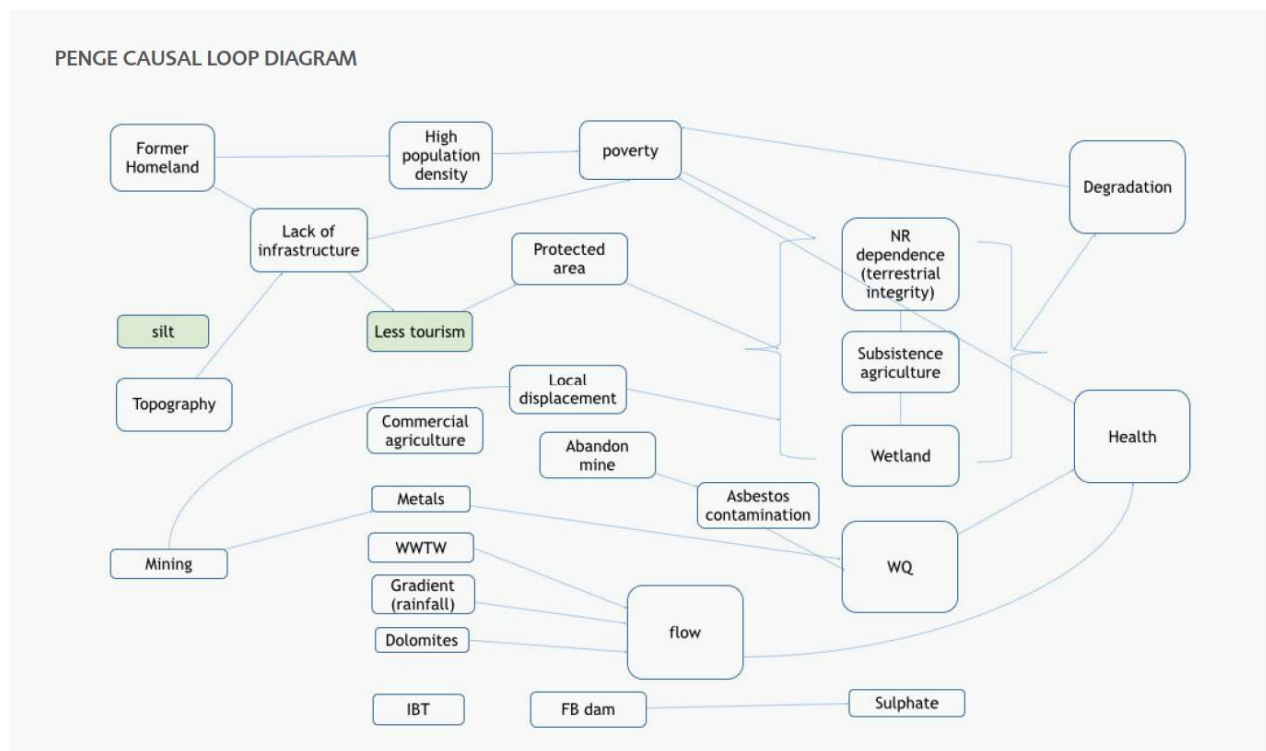 PENGE CAUSAL LOOP DIAGRAM
Former
Homeland
High
population
density
poverty
Degradation
Lack of
infrastructure
Protected
area
NR
dependence
(terrestrial
integrity)
silt
Less tourism
Subsistence
agriculture
Topography
Local
displacement
Commercial
agriculture
Abandon
mine
Wetland
Health
Metals
Asbestos
contamination
WWTW
Mining
WQ
Gradient
(rainfall)
flow
Dolomites
IBT
FB dam
Sulphate